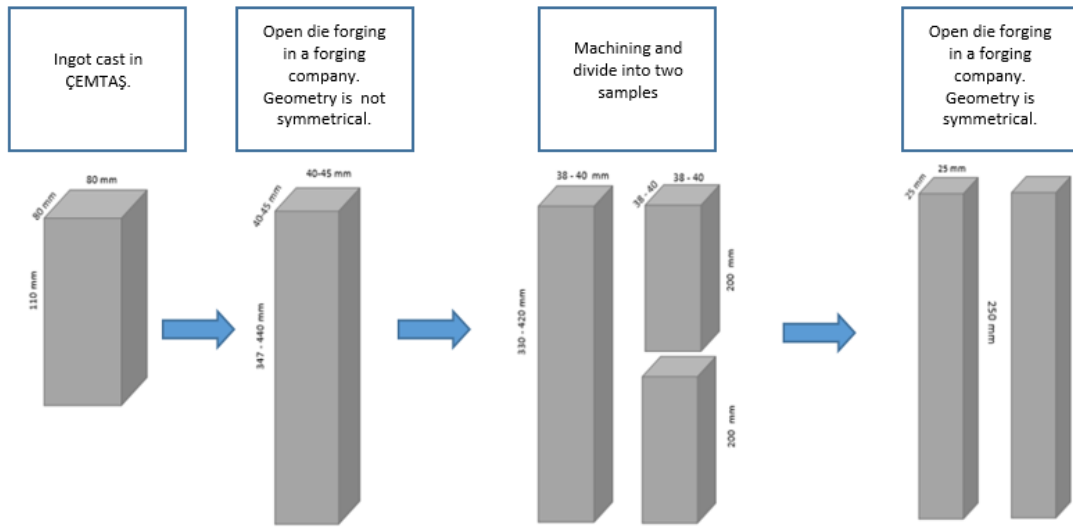 Ingot cast in
ÇEMTAŞ.
Open die forging
in a forging
company.
Geometry is not
symmetrical.
Machining and
divide into two
samples
Open die forging
in a forging
company.
Geometry is
symmetrical.
80 mm
80 mm
110 mm
40-45 mm
40-45 mm
347 - 440 mm
38 - 40 mm
330 - 420 mm
38 - 40
38 - 40
200 mm
200 mm
25 mm
25 mm
250 mm